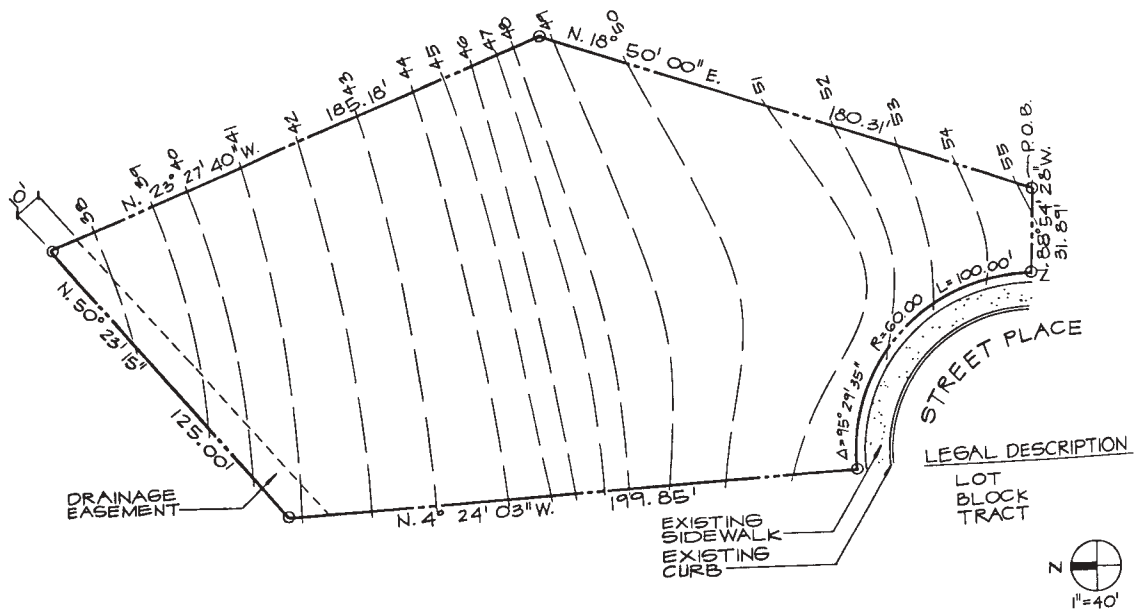 10'
38
39
40
41
42
43
44
45
46
47
48
49
50
51
52
53
54
55
P.O.B.
N. 23° 27' 40" W.
185.18'
N. 18° 50' 00" E.
180.31'
N. 88° 54' 28" W.
31.89'
N. 50° 23' 15"
125.00'
Δ=95° 29' 35"
R=60.00
L=100.00'
STREET PLACE
DRAINAGE
EASEMENT
N. 4° 24' 03" W.
199.85'
EXISTING
SIDEWALK
EXISTING
CURB
LEGAL DESCRIPTION
LOT
BLOCK
TRACT
N
1"=40'